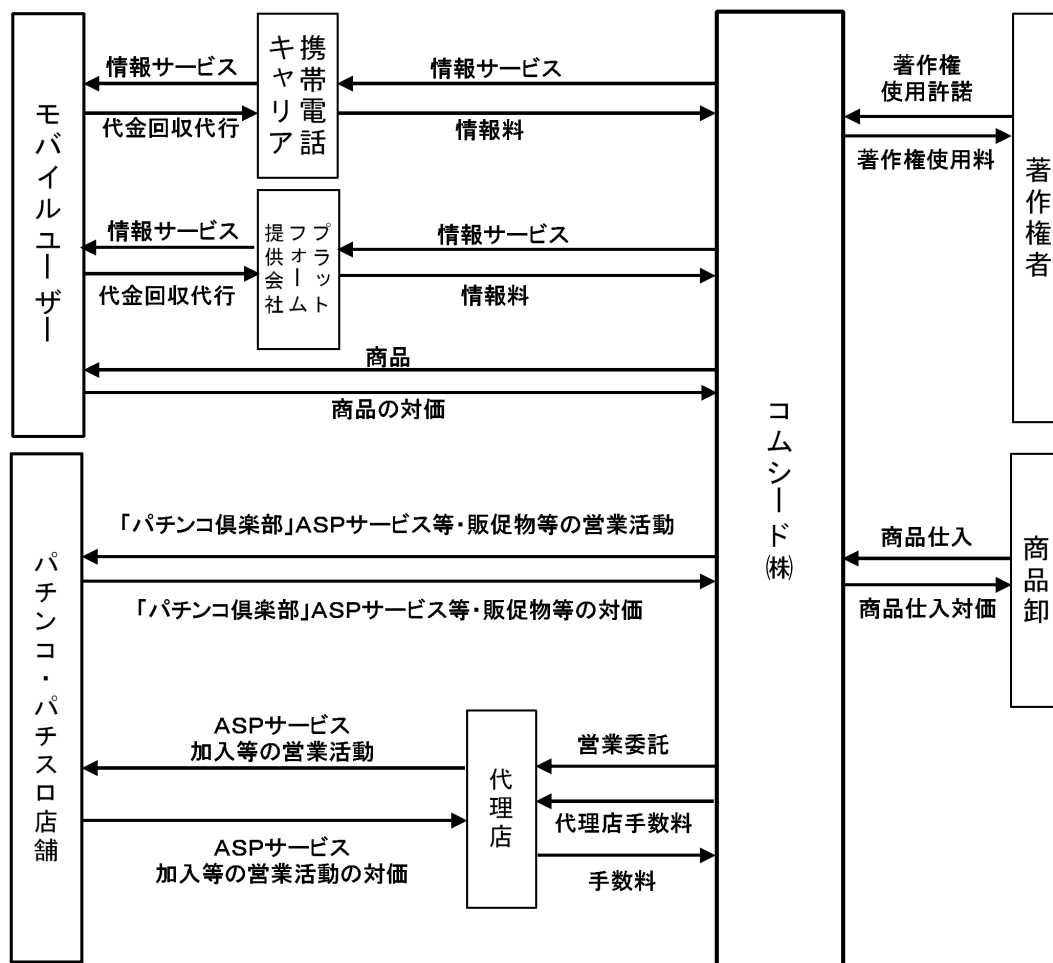 モバイルユーザー
情報サービス
代金回収代行
携帯電話
キャリア
情報サービス
情報料
情報サービス
代金回収代行
プラット
フォーム
提供会社
情報サービス
情報料
商品
商品の対価
コムシード㈱
著作権
使用許諾
著作権使用料
著作権者
パチンコ・パチスロ店舗
「パチンコ倶楽部」ASPサービス等・販促物等の営業活動
「パチンコ倶楽部」ASPサービス等・販促物等の対価
商品仕入
商品仕入対価
商品卸
ASPサービス
加入等の営業活動
ASPサービス
加入等の営業活動の対価
代理店
営業委託
代理店手数料
手数料